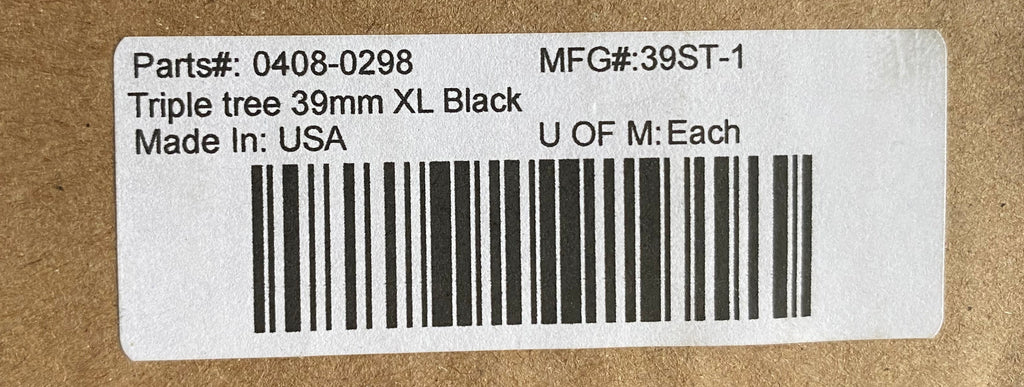 Parts#: 0408-0298 MFG#:39ST-1
Triple tree 39mm XL Black
Made In: USA U OF M: Each